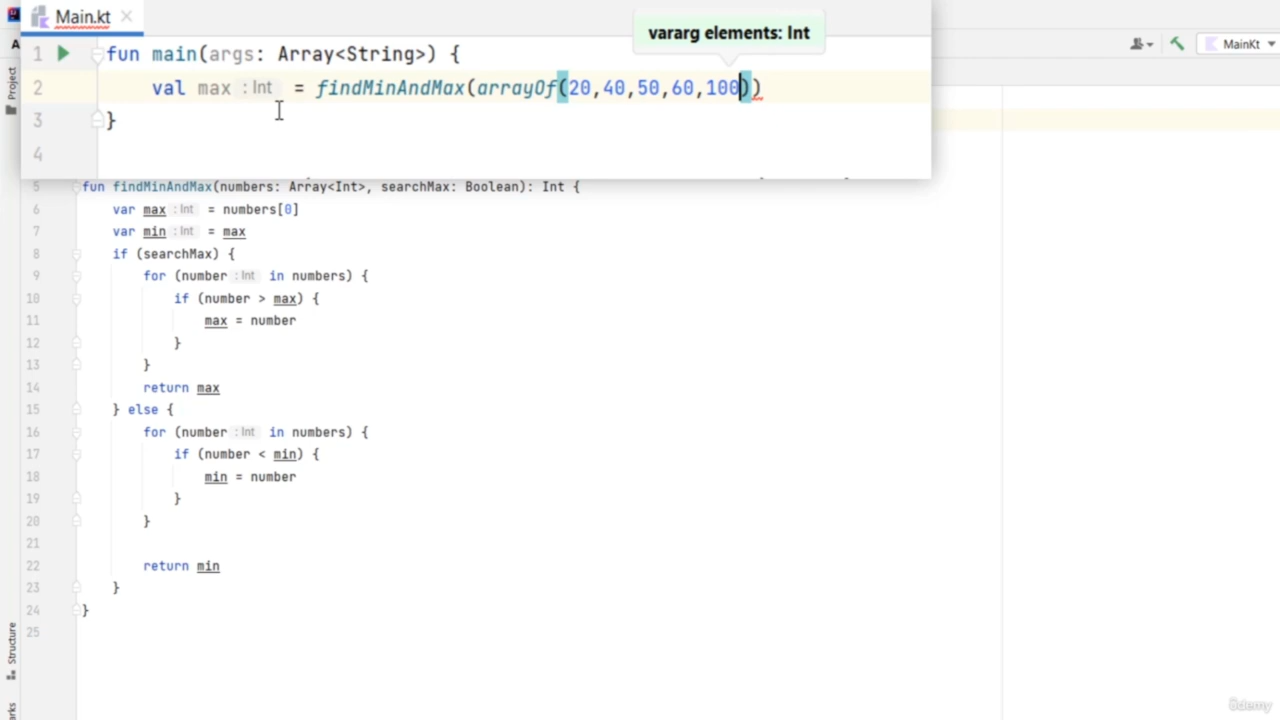 Main.kt
vararg elements: Int
MainKt
1 fun main(args: Array<String>) {
2 val max : Int = findMinAndMax(arrayOf(20,40,50,60,100))
3 }
4
5 fun findMinAndMax(numbers: Array<Int>, searchMax: Boolean): Int {
6 var max : Int = numbers[0]
7 var min : Int = max
8 if (searchMax) {
9 for (number : Int in numbers) {
10 if (number > max) {
11 max = number
12 }
13 }
14 return max
15 } else {
16 for (number : Int in numbers) {
17 if (number < min) {
18 min = number
19 }
20 }
21
22 return min
23 }
24 }
25
Project
Structure
ûdemy